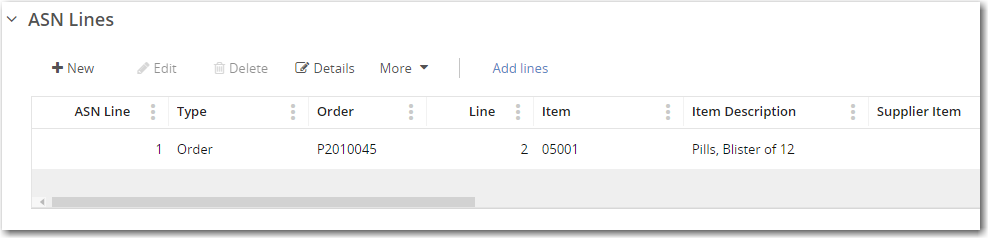 ASN Lines
New Edit Delete Details More Add lines
ASN Line Type Order Line Item Item Description Supplier Item
1 Order P2010045 2 05001 Pills, Blister of 12